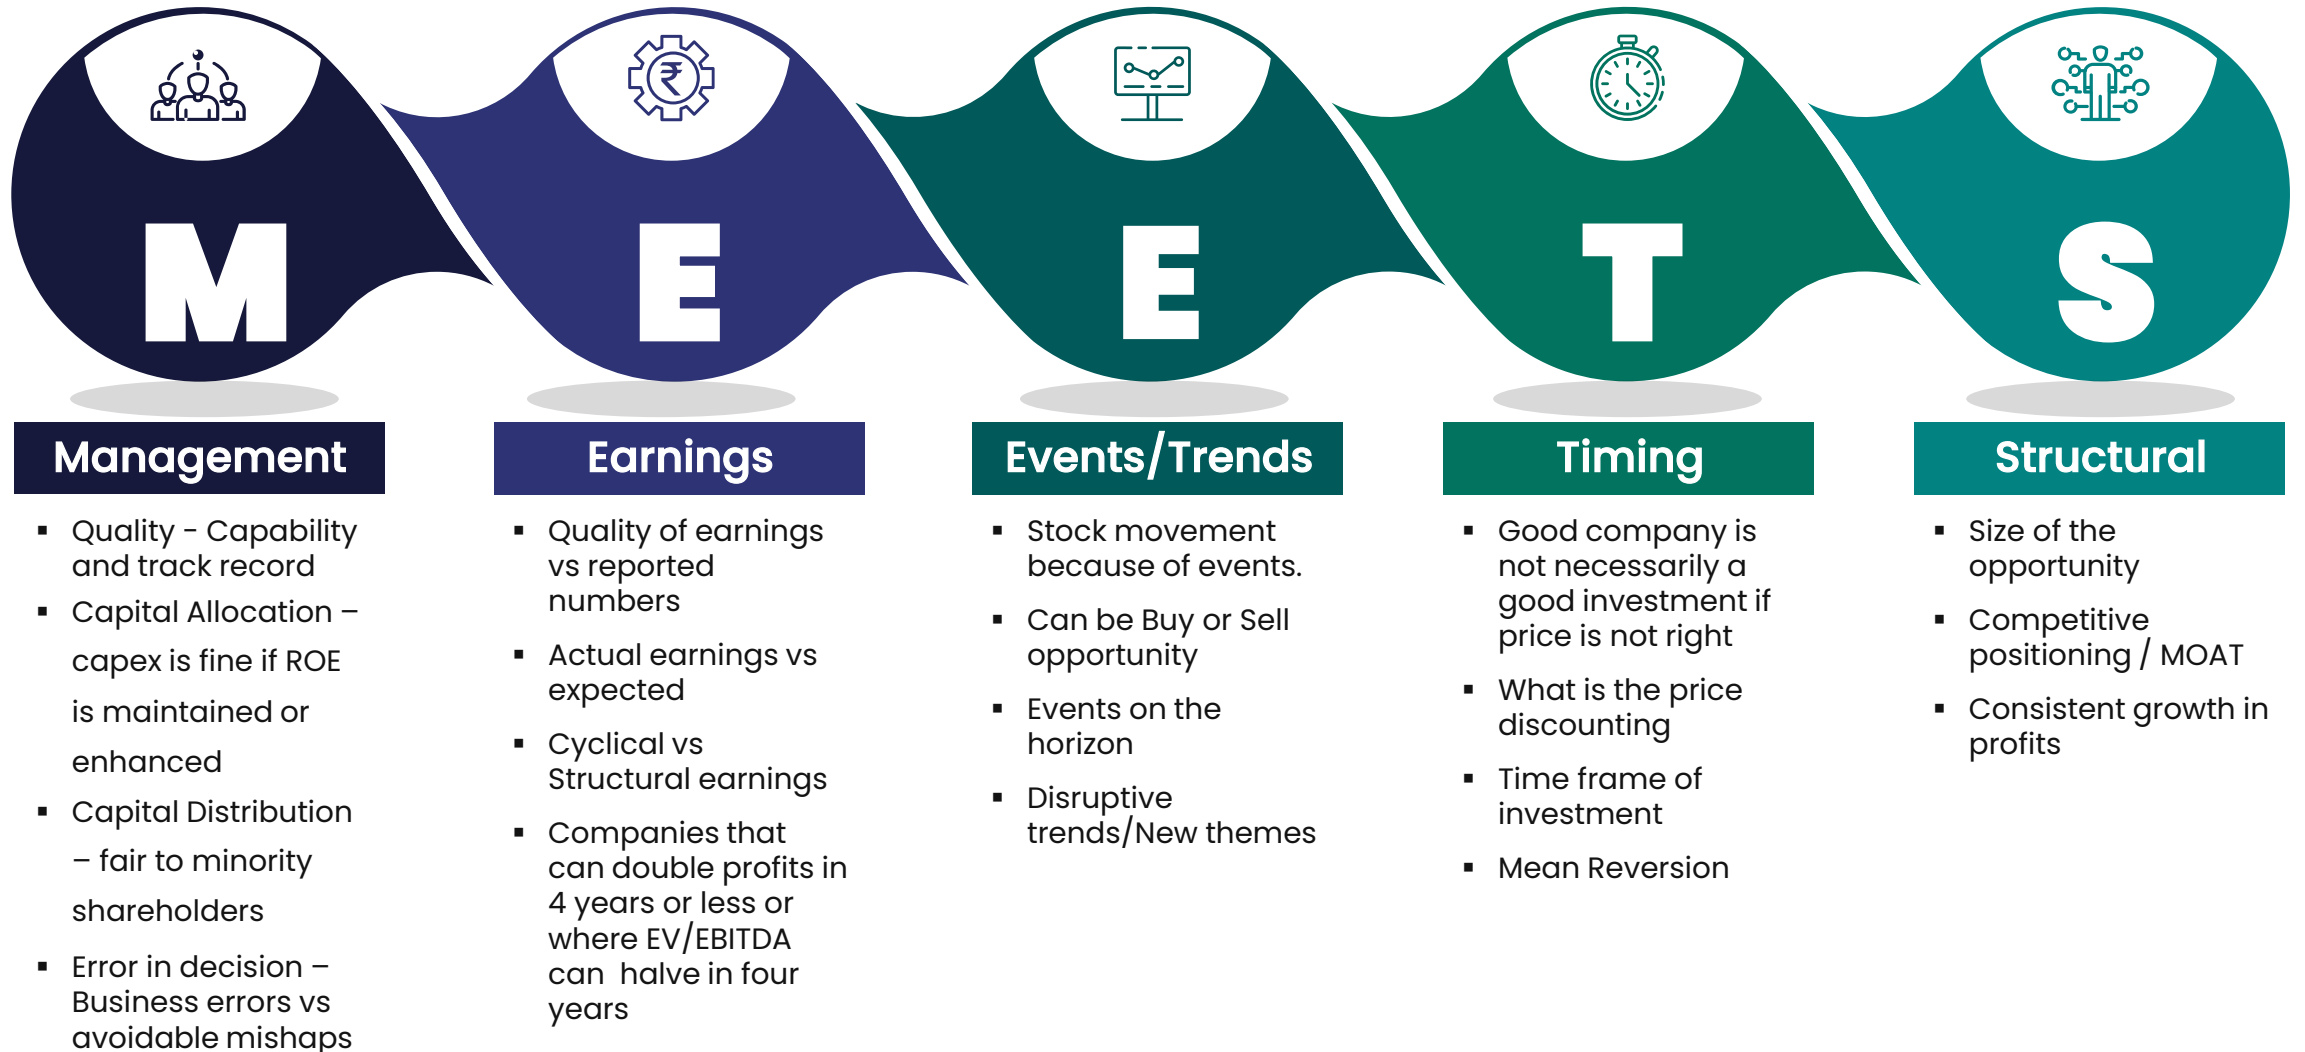 M
E
E
T
S
Management
▪ Quality - Capability
and track record
▪ Capital Allocation –
capex is fine if ROE
is maintained or
enhanced
▪ Capital Distribution
– fair to minority
shareholders
▪ Error in decision –
Business errors vs
avoidable mishaps
Earnings
▪ Quality of earnings
vs reported
numbers
▪ Actual earnings vs
expected
▪ Cyclical vs
Structural earnings
▪ Companies that
can double profits in
4 years or less or
where EV/EBITDA
can halve in four
years
Events/Trends
▪ Stock movement
because of events.
▪ Can be Buy or Sell
opportunity
▪ Events on the
horizon
▪ Disruptive
trends/New themes
Timing
▪ Good company is
not necessarily a
good investment if
price is not right
▪ What is the price
discounting
▪ Time frame of
investment
▪ Mean Reversion
Structural
▪ Size of the
opportunity
▪ Competitive
positioning / MOAT
▪ Consistent growth in
profits